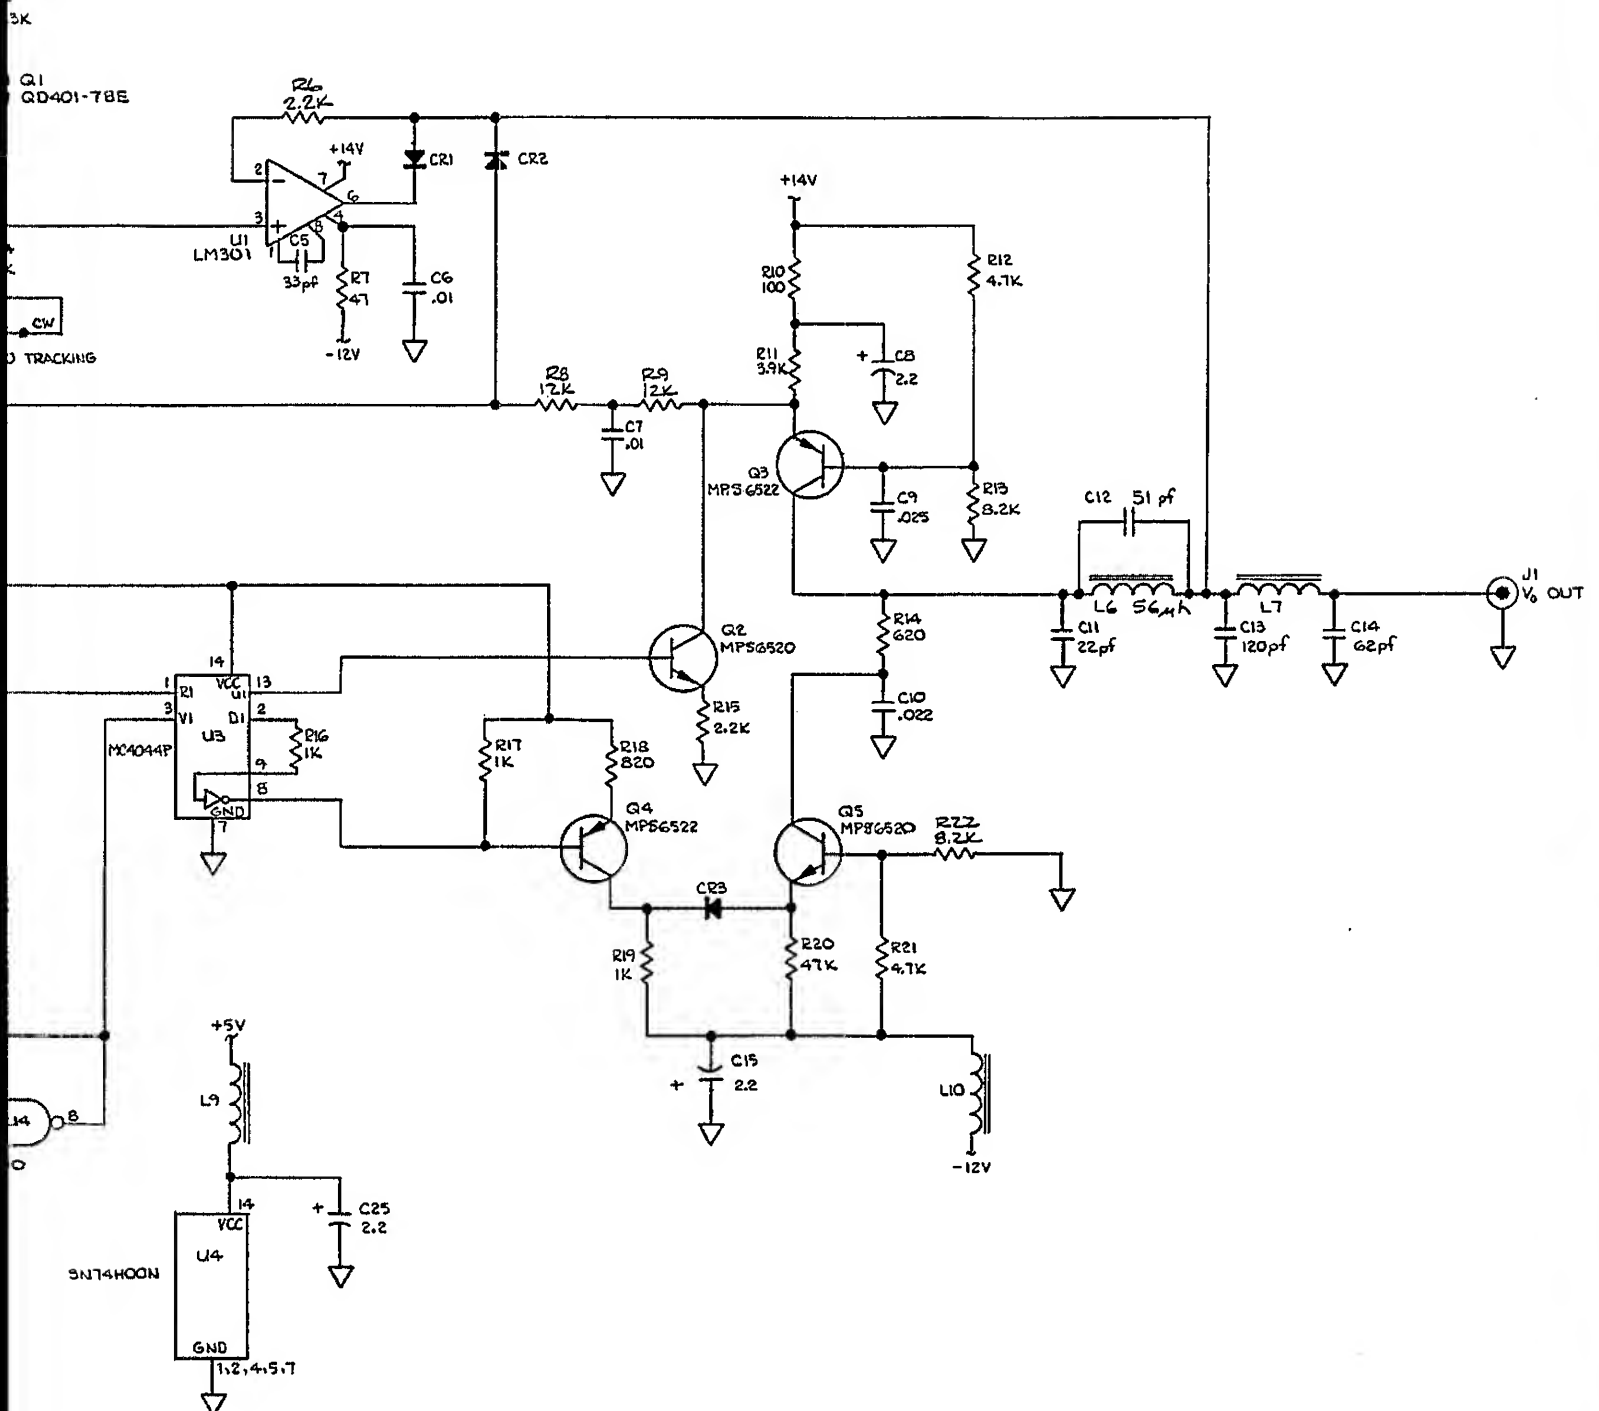 3K
Q1
QD401-78E
R6
2.2K
+14V
2
7
6
3
4
8
1
U1
LM301
C5
33pf
R7
47
-12V
C6
.01
CR1
CR2
CW
TRACKING
R8
12K
R9
12K
C7
.01
+14V
R10
100
R11
3.9K
R12
4.7K
+
C8
2.2
Q3
MPS6522
C9
.025
R13
8.2K
C12 51 pf
L6 56μh
L7
J1
V₀ OUT
C11
22pf
C13
120pf
C14
62pf
R14
620
C10
.022
Q2
MPS6520
R15
2.2K
14
VCC
1
R1
U1
13
3
V1
D1
2
U3
MC4044P
R16
1K
9
8
GND
7
R17
1K
R18
820
Q4
MPS6522
Q5
MPS6520
R22
8.2K
CR3
R19
1K
R20
47K
R21
4.7K
+
C15
2.2
L10
-12V
+5V
L9
14
8
0
14
VCC
+
C25
2.2
U4
SN74H00N
GND
1,2,4,5,7